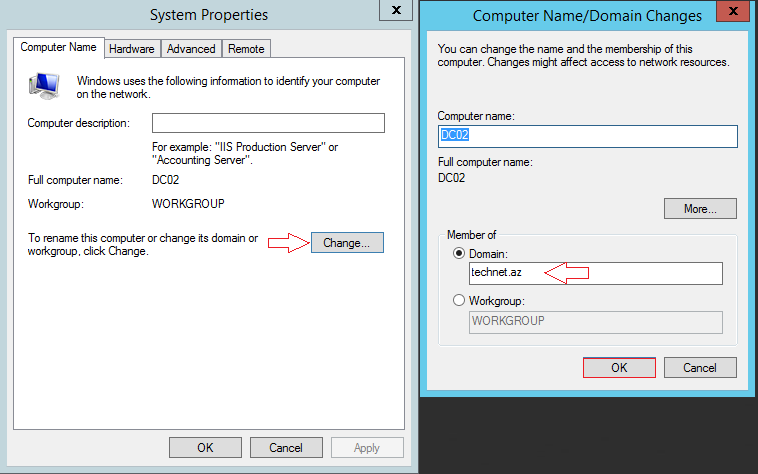 System Properties
x
Computer Name
Hardware
Advanced
Remote
Windows uses the following information to identify your computer
on the network.
Computer description:
For example: "IIS Production Server" or
"Accounting Server".
Full computer name:
DC02
Workgroup:
WORKGROUP
To rename this computer or change its domain or
workgroup, click Change.
Change...
OK
Cancel
Apply
Computer Name/Domain Changes
x
You can change the name and the membership of this
computer. Changes might affect access to network resources.
Computer name:
DC02
Full computer name:
DC02
More...
Member of
Domain:
technet.az
Workgroup:
WORKGROUP
OK
Cancel